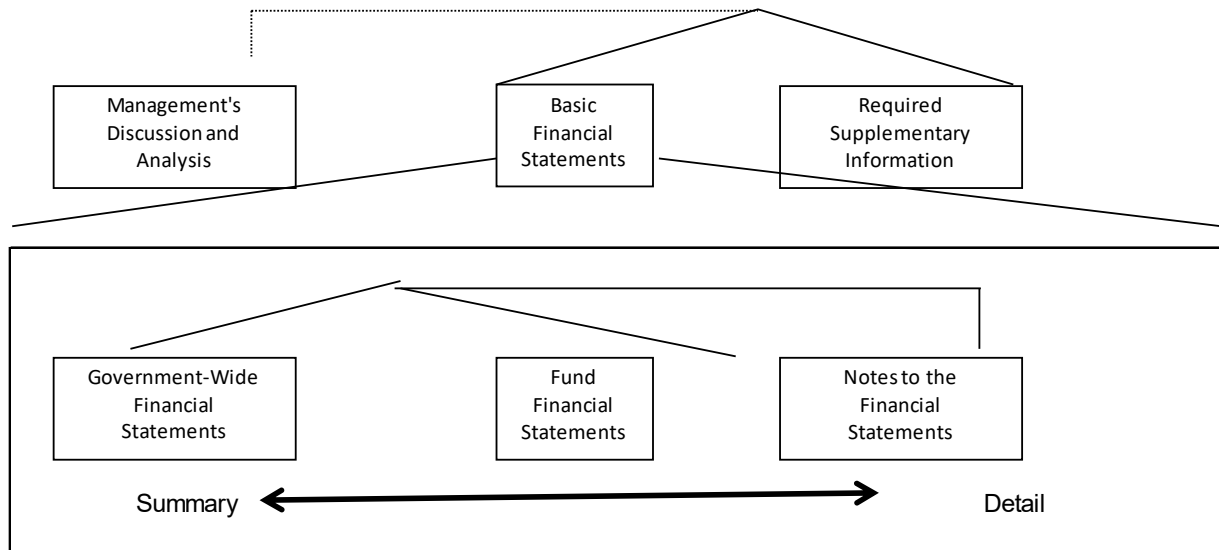 Management's
Discussion and
Analysis
Basic
Financial
Statements
Required
Supplementary
Information
Government-Wide
Financial
Statements
Fund
Financial
Statements
Notes to the
Financial
Statements
Summary
Detail